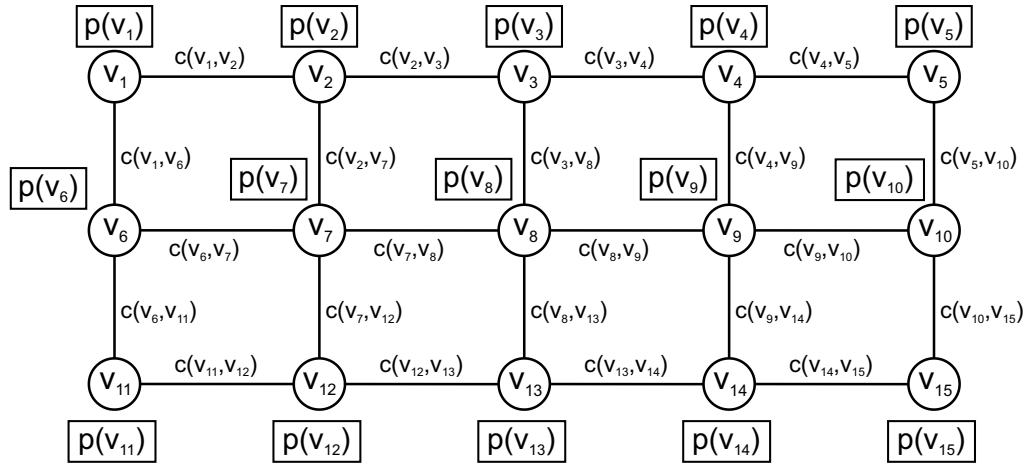 p(v₁) p(v₂) p(v₃) p(v₄) p(v₅)
c(v₁,v₂) c(v₂,v₃) c(v₃,v₄) c(v₄,v₅)
v₁ v₂ v₃ v₄ v₅
c(v₁,v₆) c(v₂,v₇) c(v₃,v₈) c(v₄,v₉) c(v₅,v₁₀)
p(v₆) p(v₇) p(v₈) p(v₉) p(v₁₀)
v₆ v₇ v₈ v₉ v₁₀
c(v₆,v₇) c(v₇,v₈) c(v₈,v₉) c(v₉,v₁₀)
c(v₆,v₁₁) c(v₇,v₁₂) c(v₈,v₁₃) c(v₉,v₁₄) c(v₁₀,v₁₅)
c(v₁₁,v₁₂) c(v₁₂,v₁₃) c(v₁₃,v₁₄) c(v₁₄,v₁₅)
v₁₁ v₁₂ v₁₃ v₁₄ v₁₅
p(v₁₁) p(v₁₂) p(v₁₃) p(v₁₄) p(v₁₅)